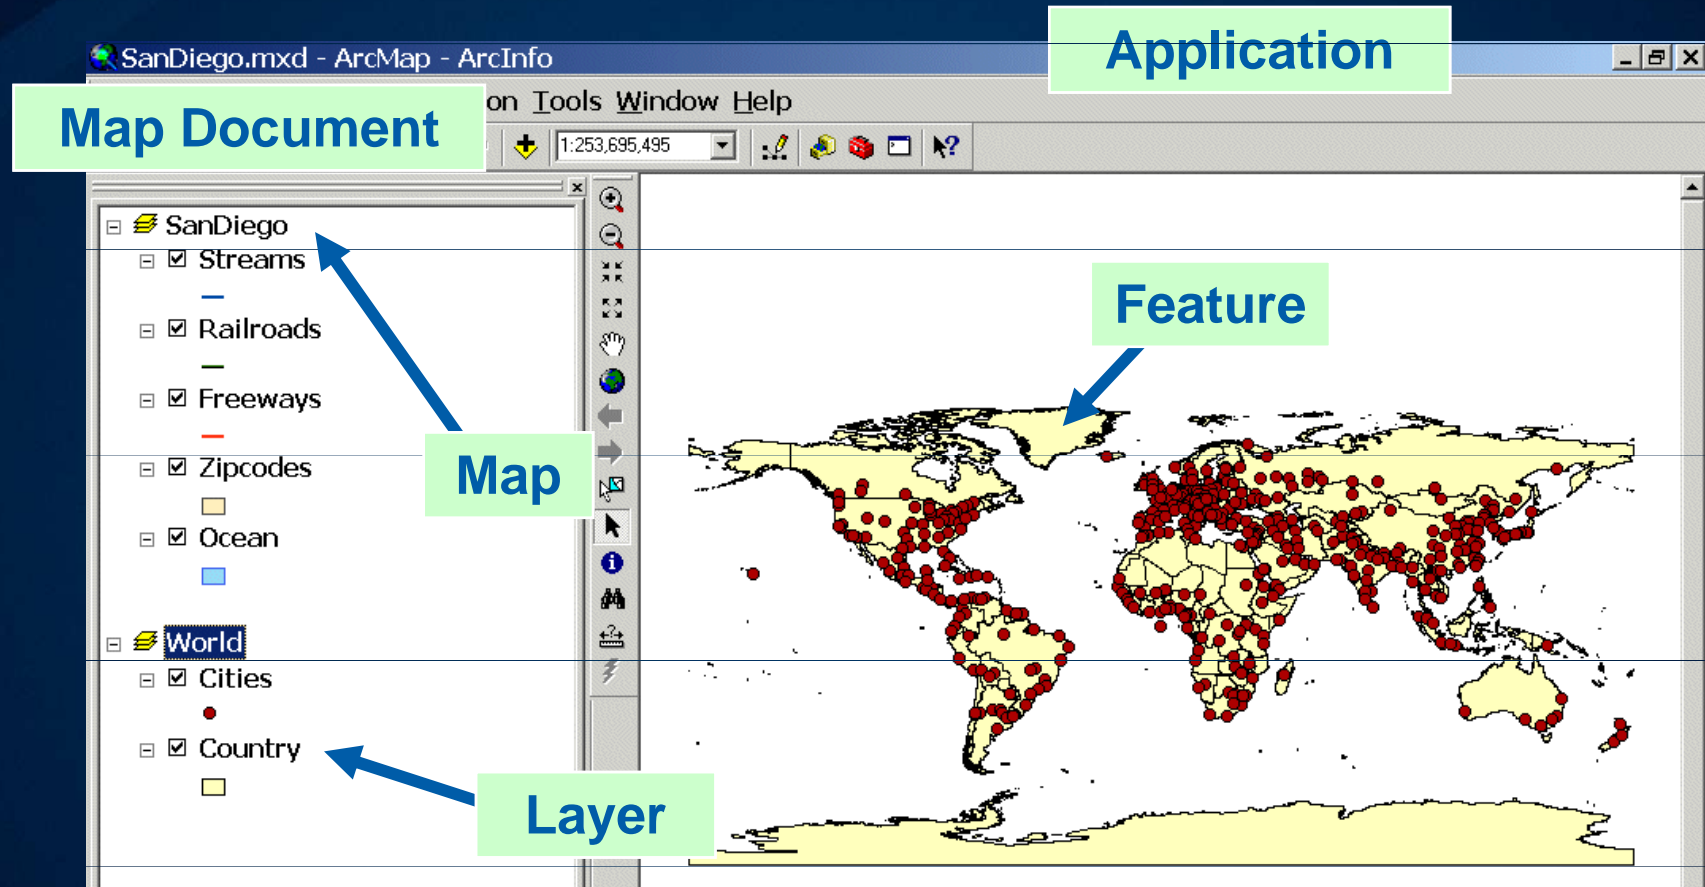 Application
SanDiego.mxd - ArcMap - ArcInfo
Map Document
on Tools Window Help
1:253,695,495
SanDiego
Streams
Railroads
Freeways
Zipcodes
Ocean
World
Cities
Country
Feature
Map
Layer